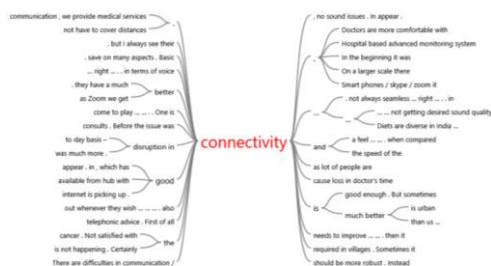 communication , we provide medical services
not have to cover distances
.
. but I always see their
. save on many aspects . Basic
... right ... . . in terms of voice
. they have a much
as Zoom we get
better
come to play ... ... . One is
consults . Before the issue was
to day basis –
was much more .
disruption in
appear . in , which has
available from hub with
internet is picking up .
good
out whenever they wish ... ... ... . also
telephonic advice . First of all
cancer . Not satisfied with
is not happening . Certainly
the
There are difficulties in communication /
connectivity
, no sound issues . In appear .
.
Doctors are more comfortable with
Hospital based advanced monitoring system
In the beginning it was
On a larger scale there
Smart phones / skype / zoom it
...
. not always seamless ... right ... . . in
...
... ... not getting desired sound quality
Diets are diverse in India ...
and
a feel ... ... . when compared
the speed of the
as lot of people are
cause loss in doctor's time
is
good enough . But sometimes
much better
is urban
than us ...
needs to improve ... ... . then it
required in villages . Sometimes it
should be more robust . Instead